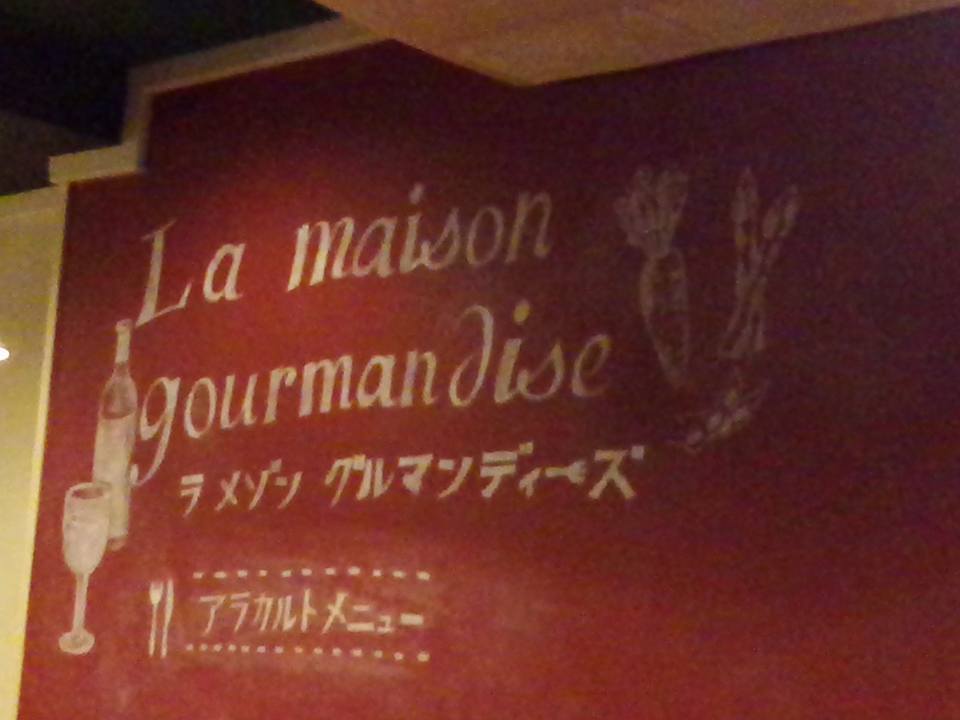 La maison
gourmandise
ラ メゾン グルマンディーズ
アラカルトメニュー